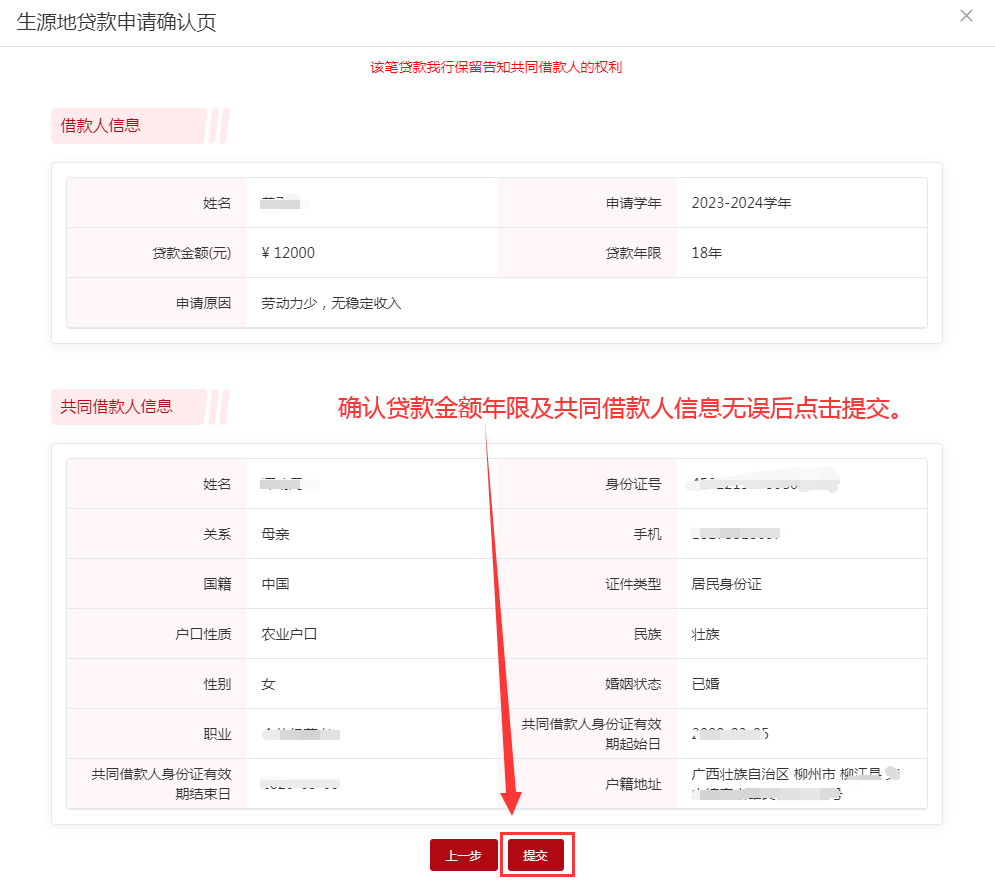 生源地贷款申请确认页
该笔贷款我行保留告知共同借款人的权利
借款人信息
姓名
申请学年 2023-2024学年
贷款金额(元) ¥ 12000 贷款年限 18年
申请原因 劳动力少，无稳定收入
共同借款人信息
确认贷款金额年限及共同借款人信息无误后点击提交。
姓名 身份证号
关系 母亲 手机
国籍 中国 证件类型 居民身份证
户口性质 农业户口 民族 壮族
性别 女 婚姻状态 已婚
职业 共同借款人身份证有效
期起始日
共同借款人身份证有效
期结束日
户籍地址 广西壮族自治区 柳州市
上一步 提交